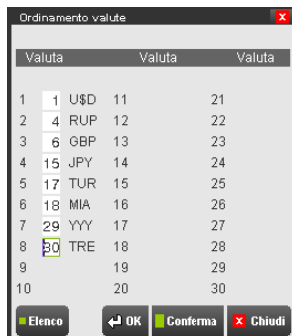 Ordinamento valute
Valuta Valuta Valuta
1 1 U$D 11 21
2 4 RUP 12 22
3 6 GBP 13 23
4 15 JPY 14 24
5 17 TUR 15 25
6 18 MIA 16 26
7 29 YYY 17 27
8 30 TRE 18 28
9 19 29
10 20 30
Elenco OK Conferma X Chiudi